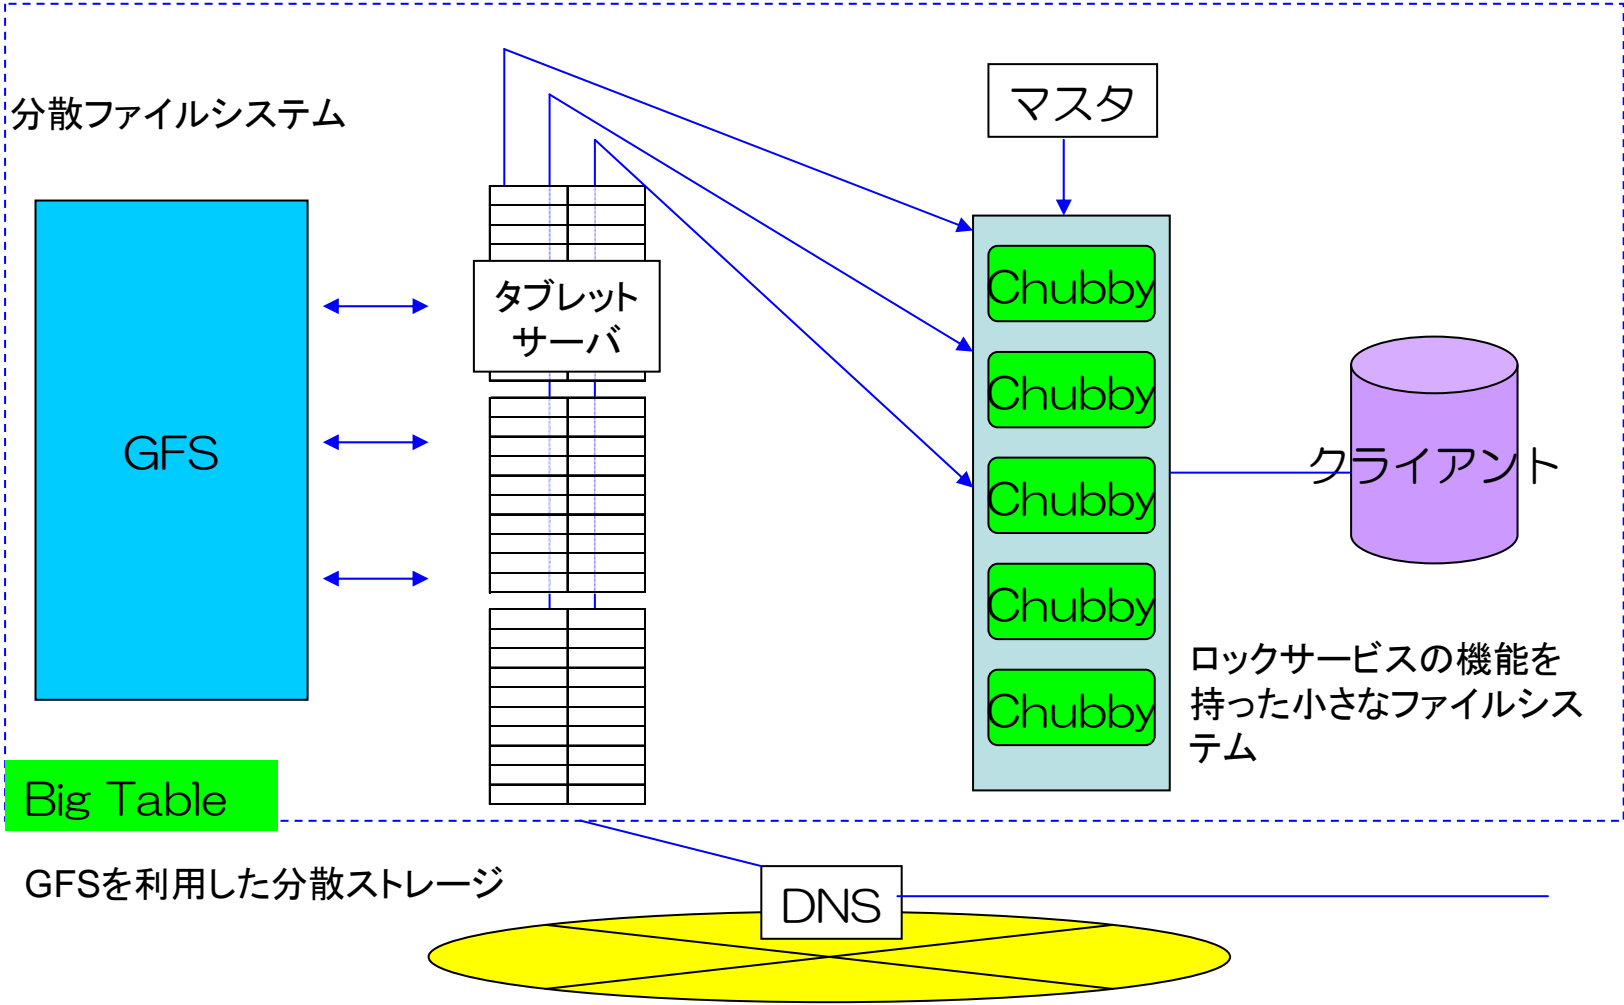 分散ファイルシステム
マスタ
タブレット
サーバ
GFS
Chubby
Chubby
Chubby
Chubby
Chubby
クライアント
ロックサービスの機能を
持った小さなファイルシス
テム
Big Table
GFSを利用した分散ストレージ
DNS